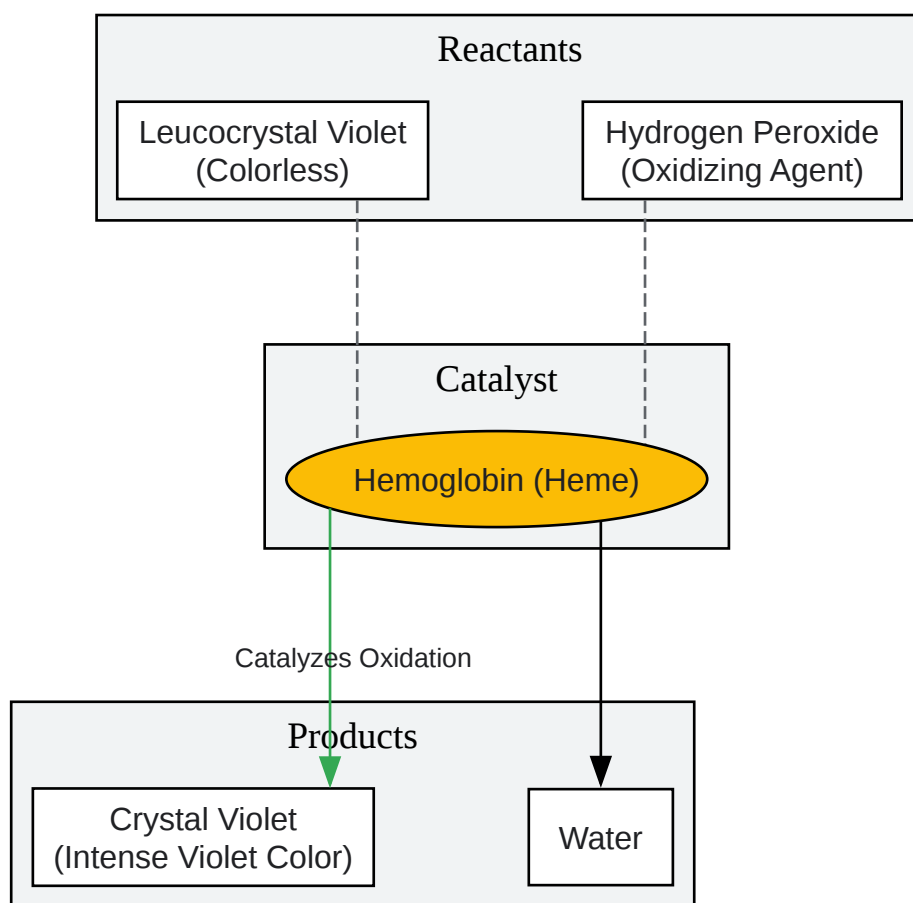 Reactants
Leucocrystal Violet
(Colorless)
Hydrogen Peroxide
(Oxidizing Agent)
Catalyst
Hemoglobin (Heme)
Catalyzes Oxidation
Products
Crystal Violet
(Intense Violet Color)
Water